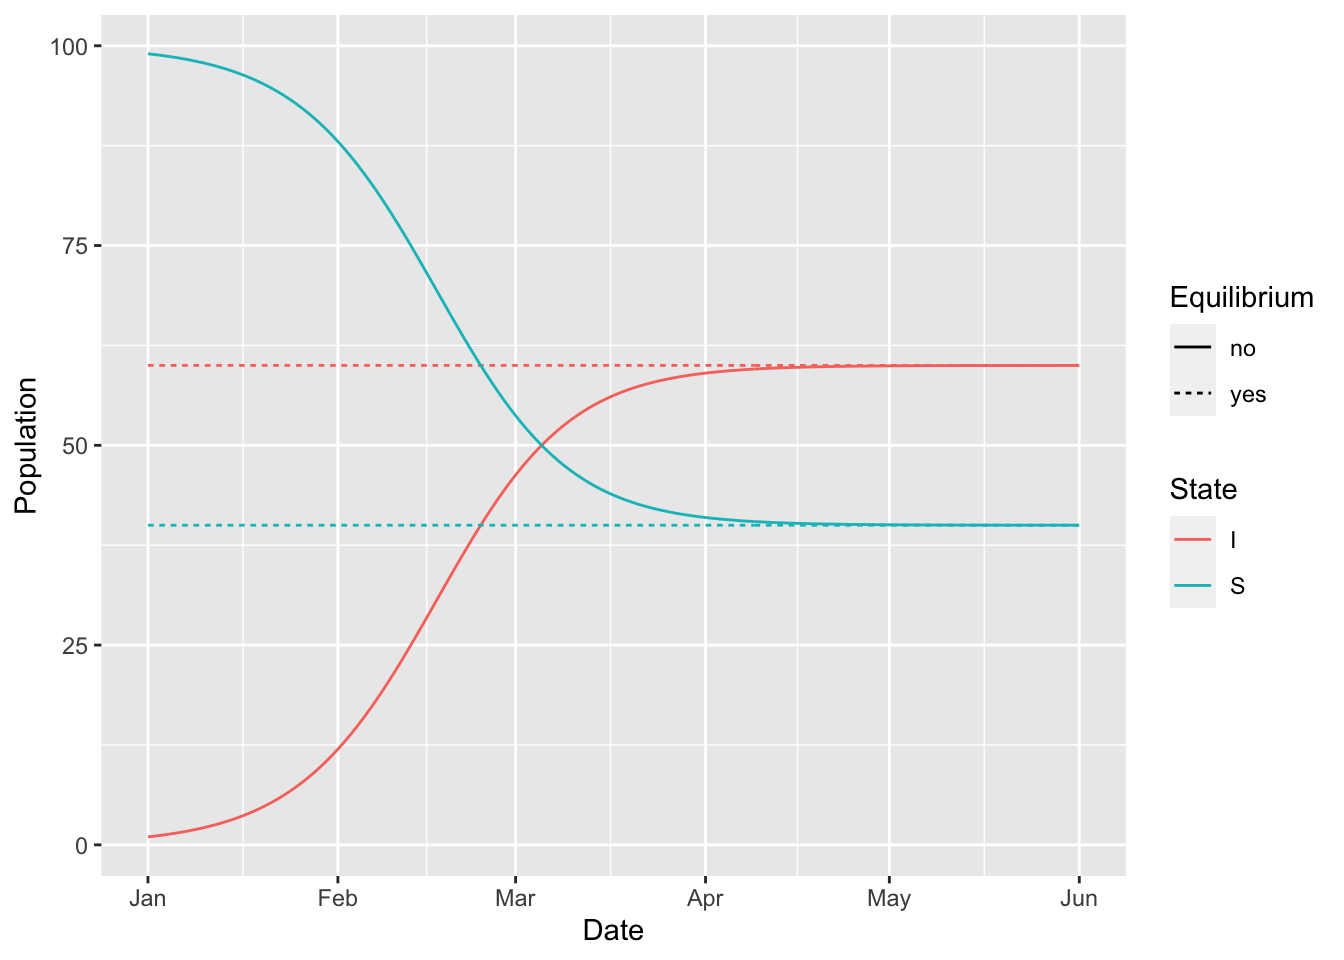 100
75
50
25
0
Population
Jan Feb Mar Apr May Jun
Date
Equilibrium
no
yes
State
I
S